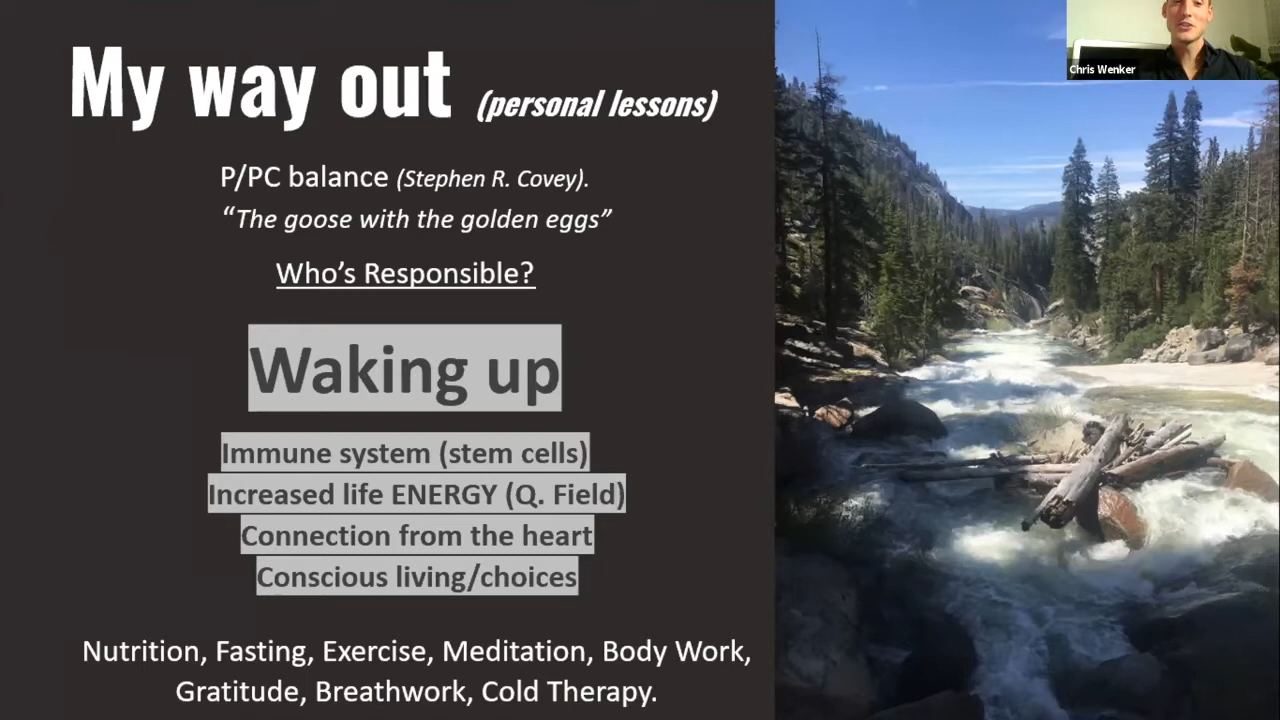 My way out (personal lessons)
Chris Wenker
P/PC balance (Stephen R. Covey).
“The goose with the golden eggs”
Who’s Responsible?
Waking up
Immune system (stem cells)
Increased life ENERGY (Q. Field)
Connection from the heart
Conscious living/choices
Nutrition, Fasting, Exercise, Meditation, Body Work,
Gratitude, Breathwork, Cold Therapy.